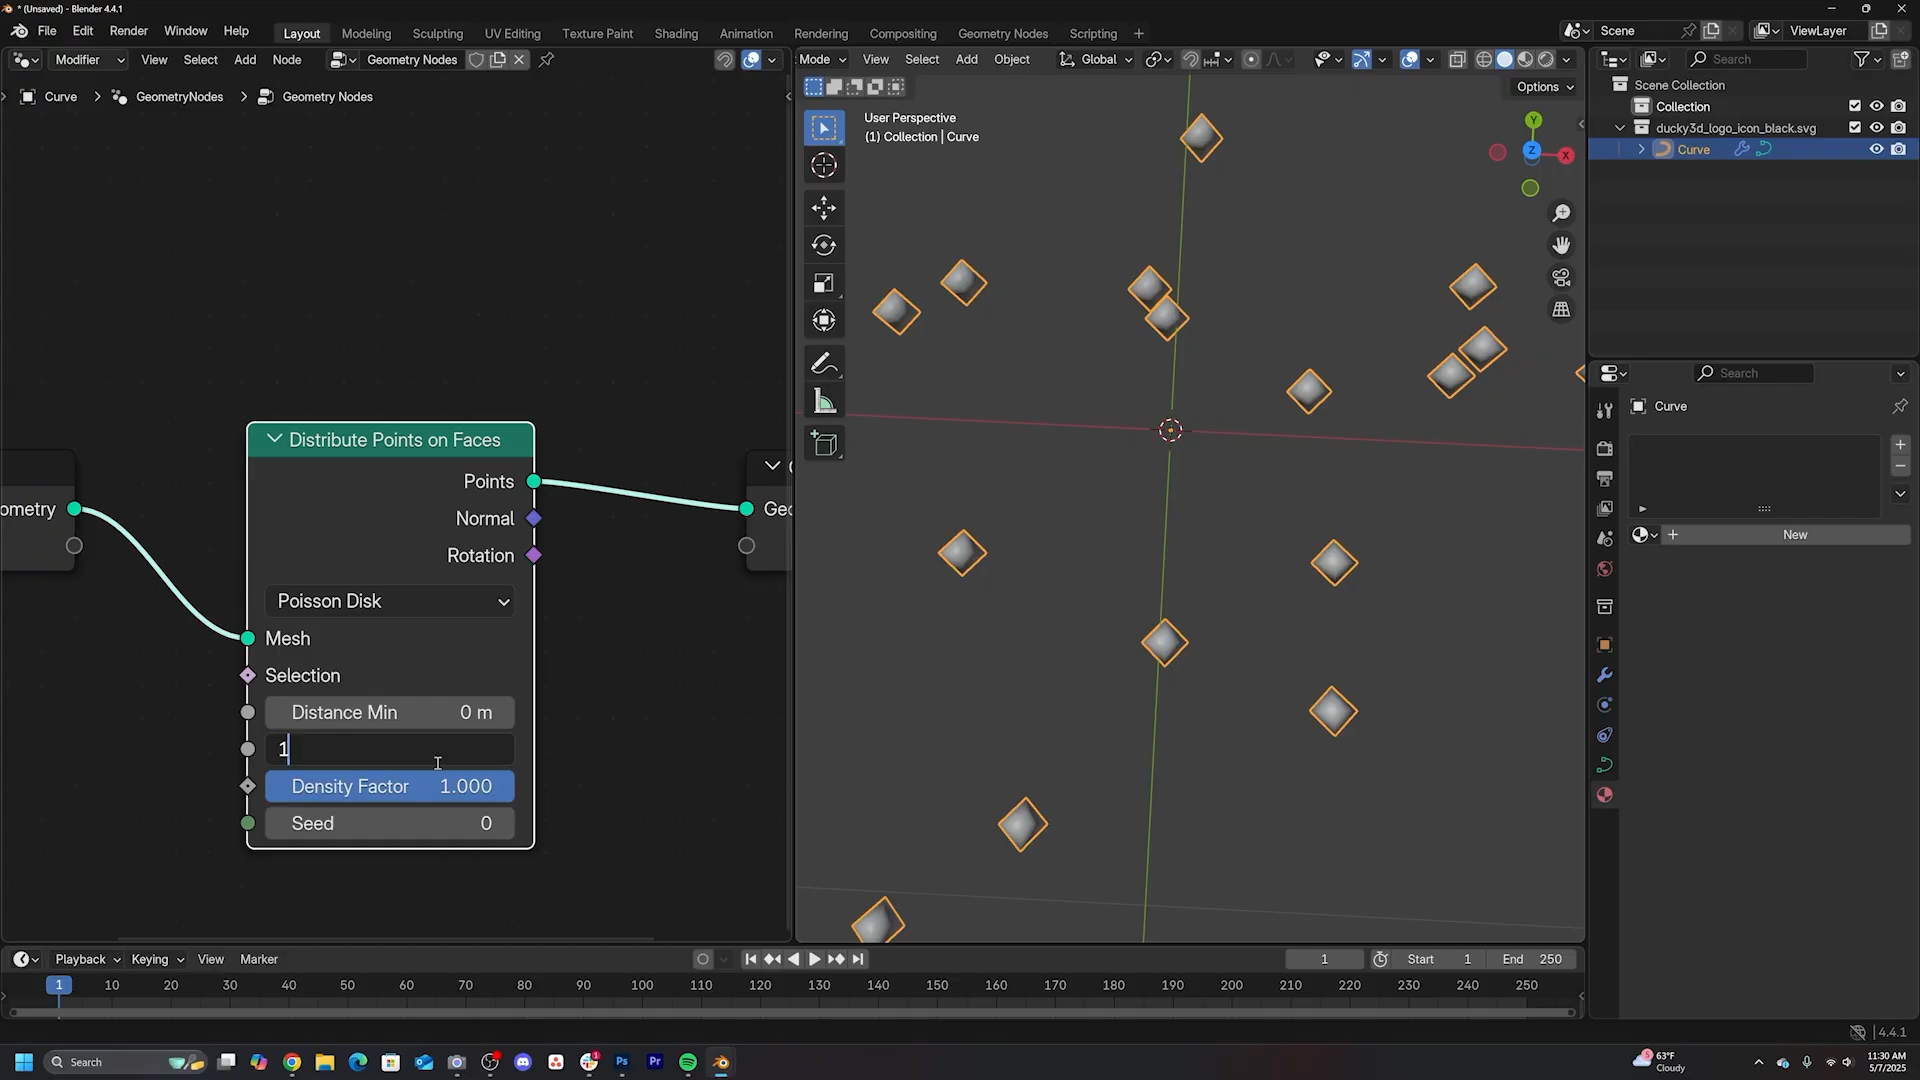 * (Unsaved) - Blender 4.4.1
File Edit Render Window Help Layout Modeling Sculpting UV Editing Texture Paint Shading Animation Rendering Compositing Geometry Nodes Scripting + Scene ViewLayer
Modifier View Select Add Node Geometry Nodes
Mode View Select Add Object Global
Search
Curve > GeometryNodes > Geometry Nodes
Options
Scene Collection
Collection
ducky3d_logo_icon_black.svg
Curve
User Perspective
(1) Collection | Curve
Y
Z
X
Search
Curve
New
Distribute Points on Faces
Points
Normal
Rotation
Poisson Disk
Mesh
Selection
Distance Min 0 m
1
Density Factor 1.000
Seed 0
ometry
Geo
Playback Keying View Marker
1 Start 1 End 250
1 10 20 30 40 50 60 70 80 90 100 110 120 130 140 150 160 170 180 190 200 210 220 230 240 250
4.4.1
Search
Ps
Pr
63°F
Cloudy
11:30 AM
5/7/2025